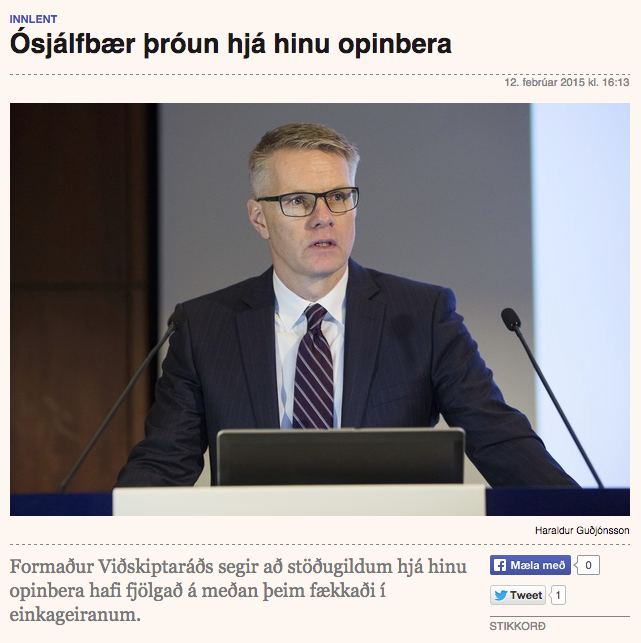 INNLENT
Ósjálfbær þróun hjá hinu opinbera
12. febrúar 2015 kl. 16:13
Haraldur Guðjónsson
Formaður Viðskiptaráðs segir að stöðugildum hjá hinu
opinbera hafi fjölgað á meðan þeim fækkaði í
einkageiranum.
Mæla með 0
Tweet 1
STIKKORÐ